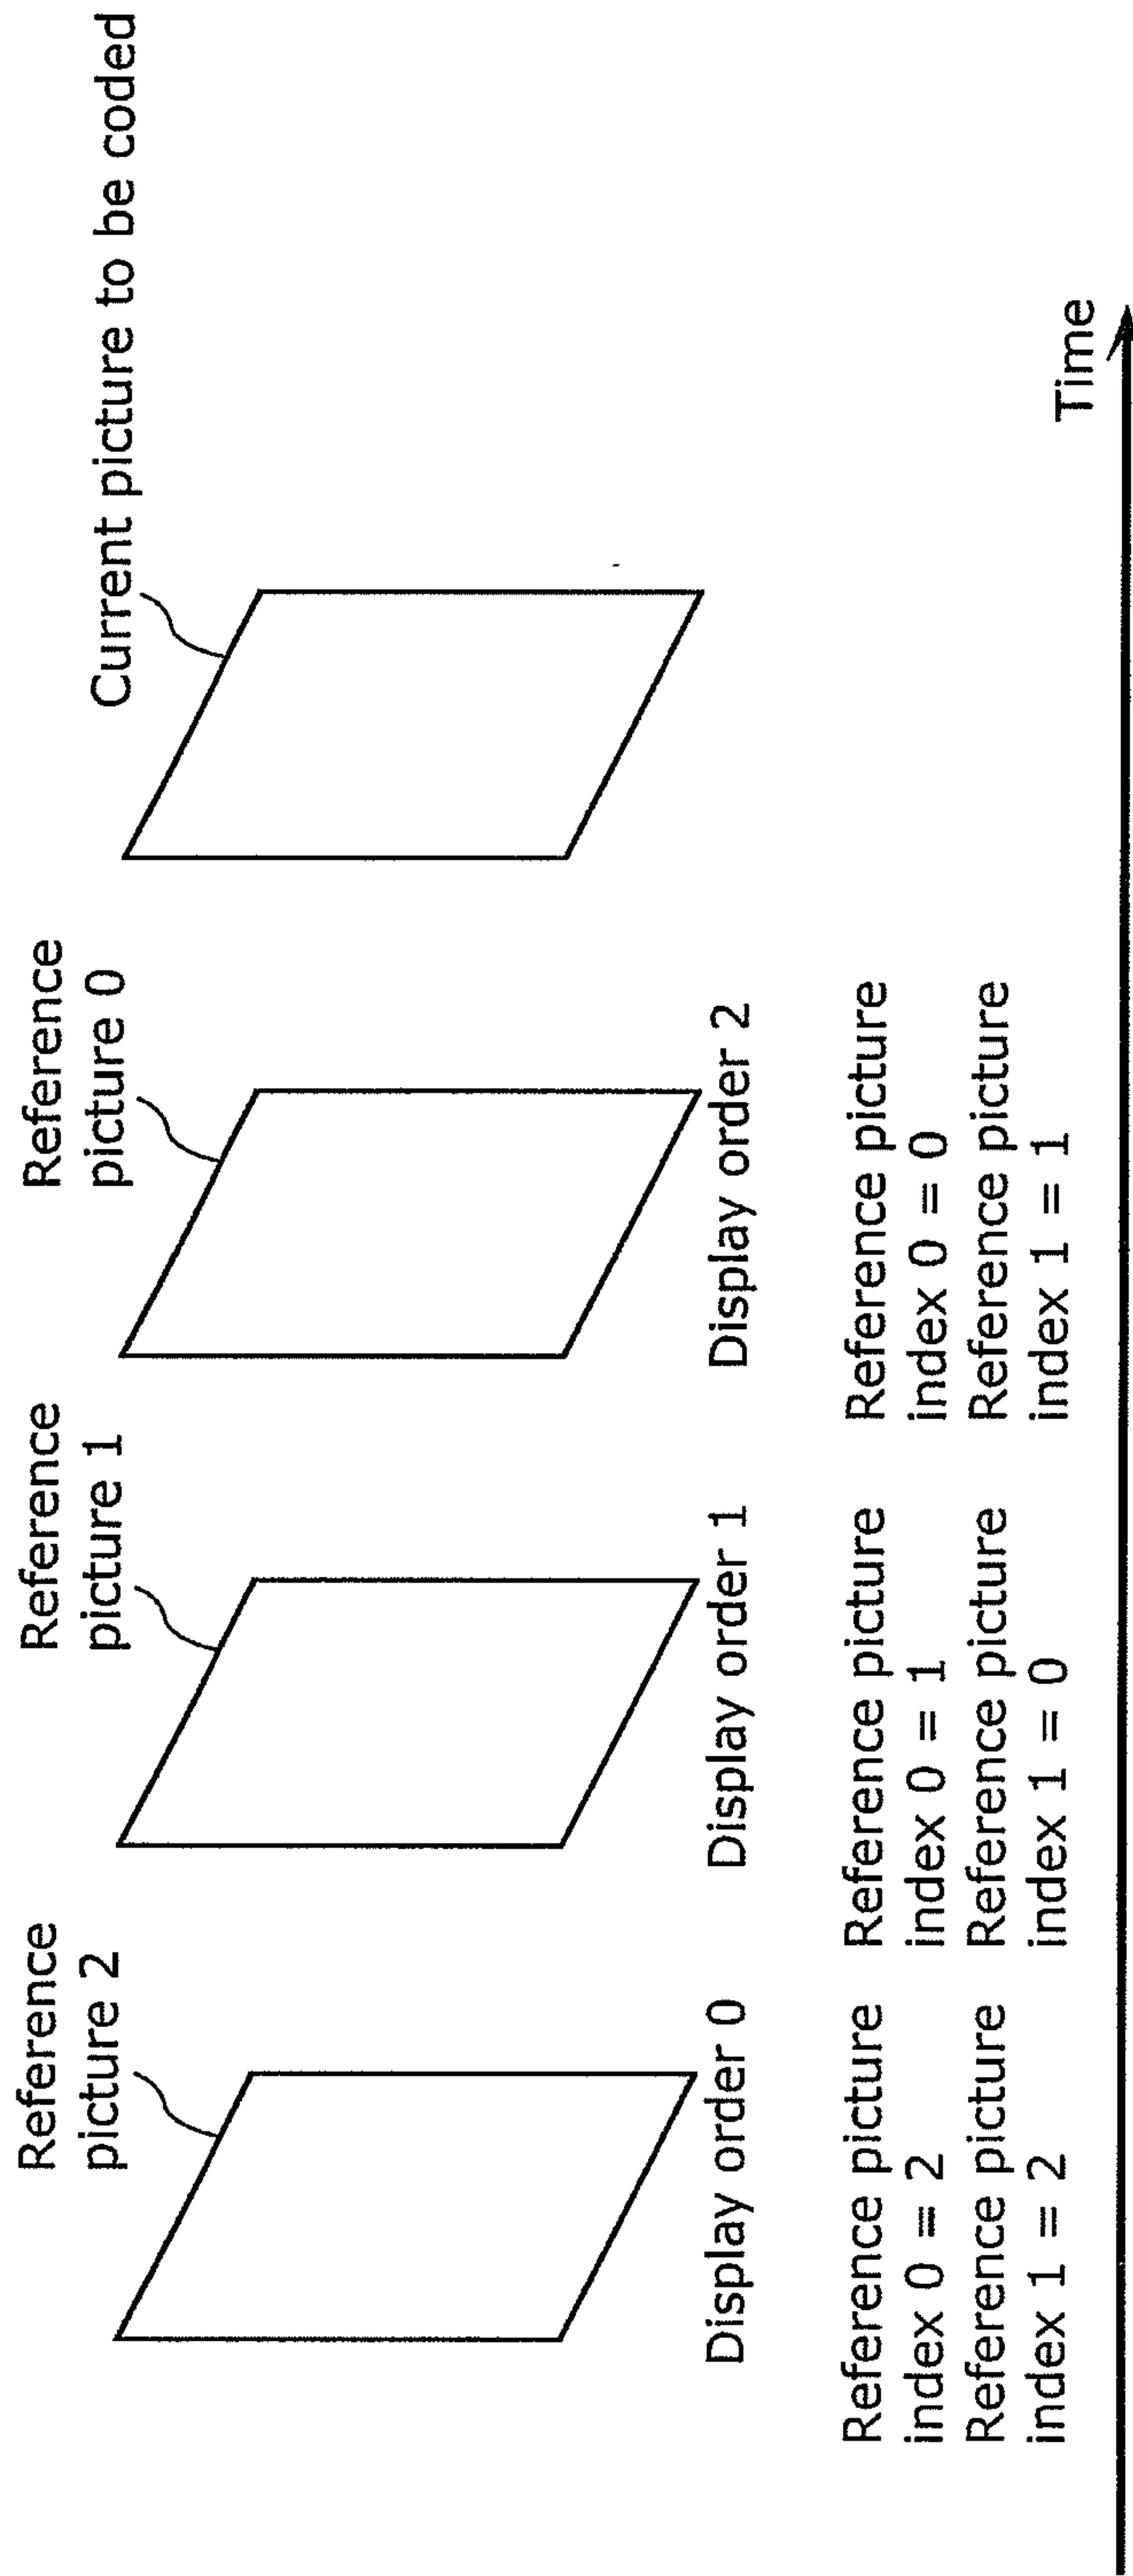 Reference
picture 2
Reference
picture 1
Reference
picture 0
Current picture to be coded
Display order 0
Display order 1
Display order 2
Reference picture
index 0 = 2
Reference picture
index 1 = 2
Reference picture
index 0 = 1
Reference picture
index 1 = 0
Reference picture
index 0 = 0
Reference picture
index 1 = 1
Time